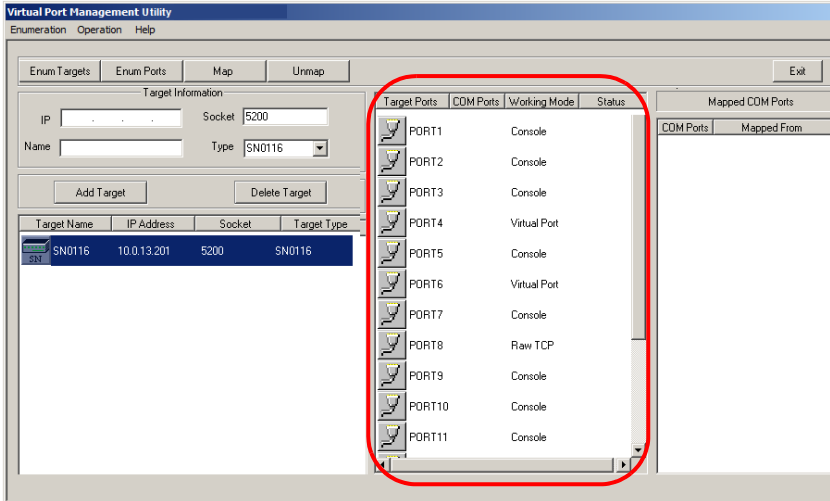 Virtual Port Management Utility
Enumeration Operation Help
Enum Targets Enum Ports Map Unmap Exit
Target Information
IP . . . Socket 5200
Name Type SN0116
Add Target Delete Target
Target Name IP Address Socket Target Type
SN SN0116 10.0.13.201 5200 SN0116
Target Ports COM Ports Working Mode Status
PORT1 Console
PORT2 Console
PORT3 Console
PORT4 Virtual Port
PORT5 Console
PORT6 Virtual Port
PORT7 Console
PORT8 Raw TCP
PORT9 Console
PORT10 Console
PORT11 Console
Mapped COM Ports
COM Ports Mapped From